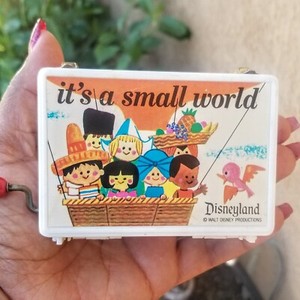 it's a small world
Disneyland
© WALT DISNEY PRODUCTIONS